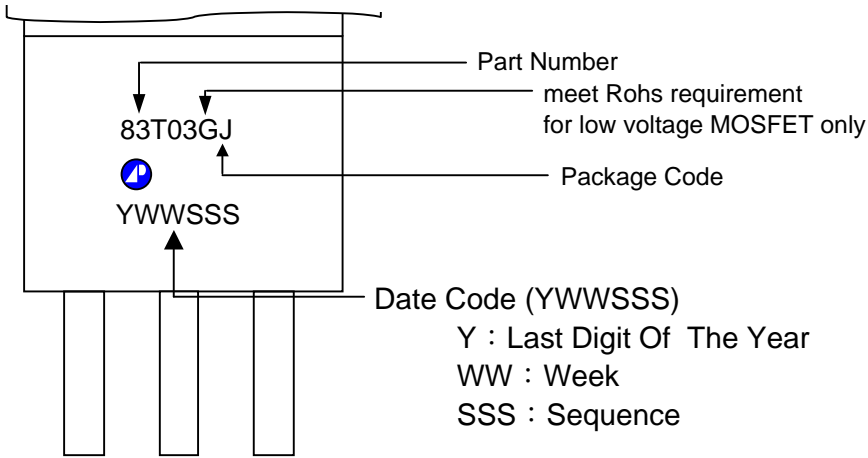 Part Number
meet Rohs requirement
for low voltage MOSFET only
83T03GJ
Package Code
YWWSSS
Date Code (YWWSSS)
Y：Last Digit Of The Year
WW：Week
SSS：Sequence